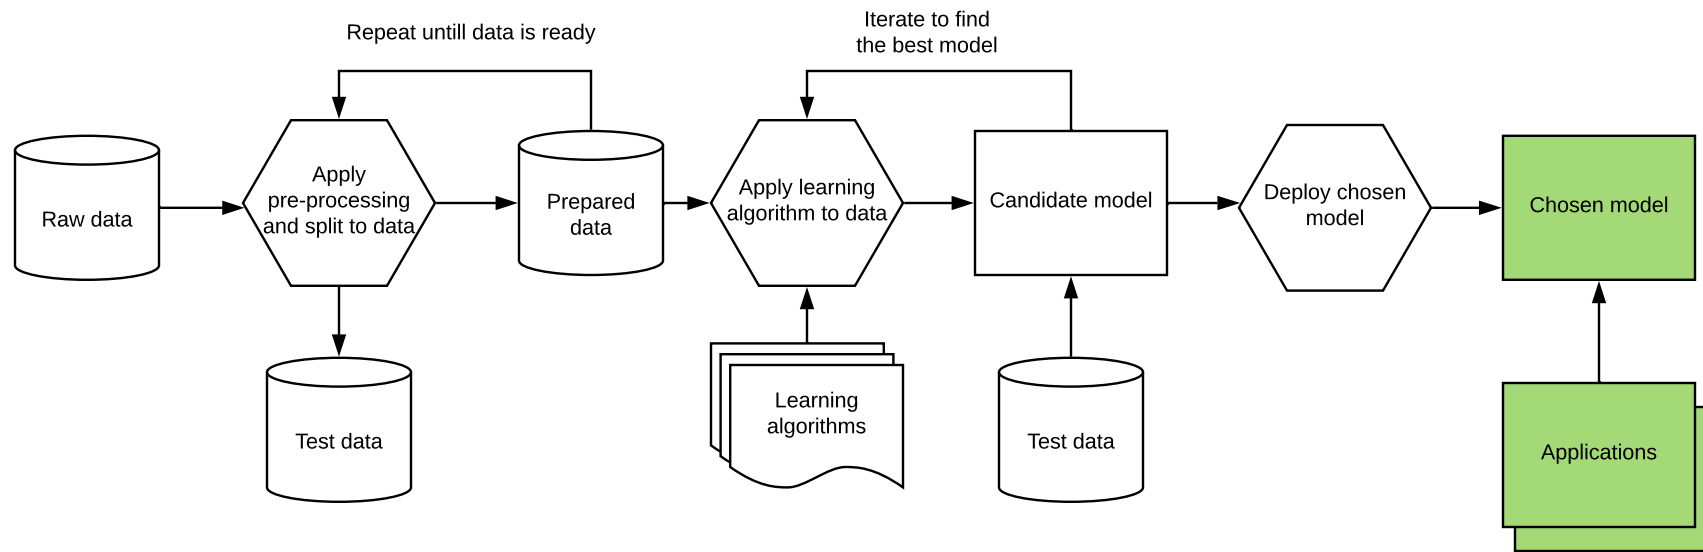 Repeat untill data is ready
Iterate to find
the best model
Raw data
Apply
pre-processing
and split to data
Prepared
data
Apply learning
algorithm to data
Candidate model
Deploy chosen
model
Chosen model
Test data
Learning
algorithms
Test data
Applications